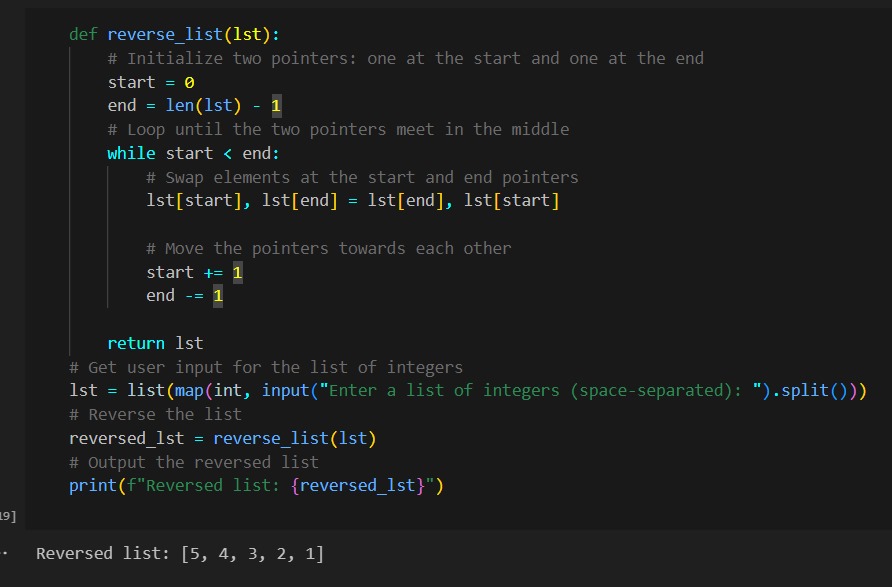 def reverse_list(lst):
    # Initialize two pointers: one at the start and one at the end
    start = 0
    end = len(lst) - 1
    # Loop until the two pointers meet in the middle
    while start < end:
        # Swap elements at the start and end pointers
        lst[start], lst[end] = lst[end], lst[start]

        # Move the pointers towards each other
        start += 1
        end -= 1

    return lst
# Get user input for the list of integers
lst = list(map(int, input("Enter a list of integers (space-separated): ").split()))
# Reverse the list
reversed_lst = reverse_list(lst)
# Output the reversed list
print(f"Reversed list: {reversed_lst}")
9]
Reversed list: [5, 4, 3, 2, 1]